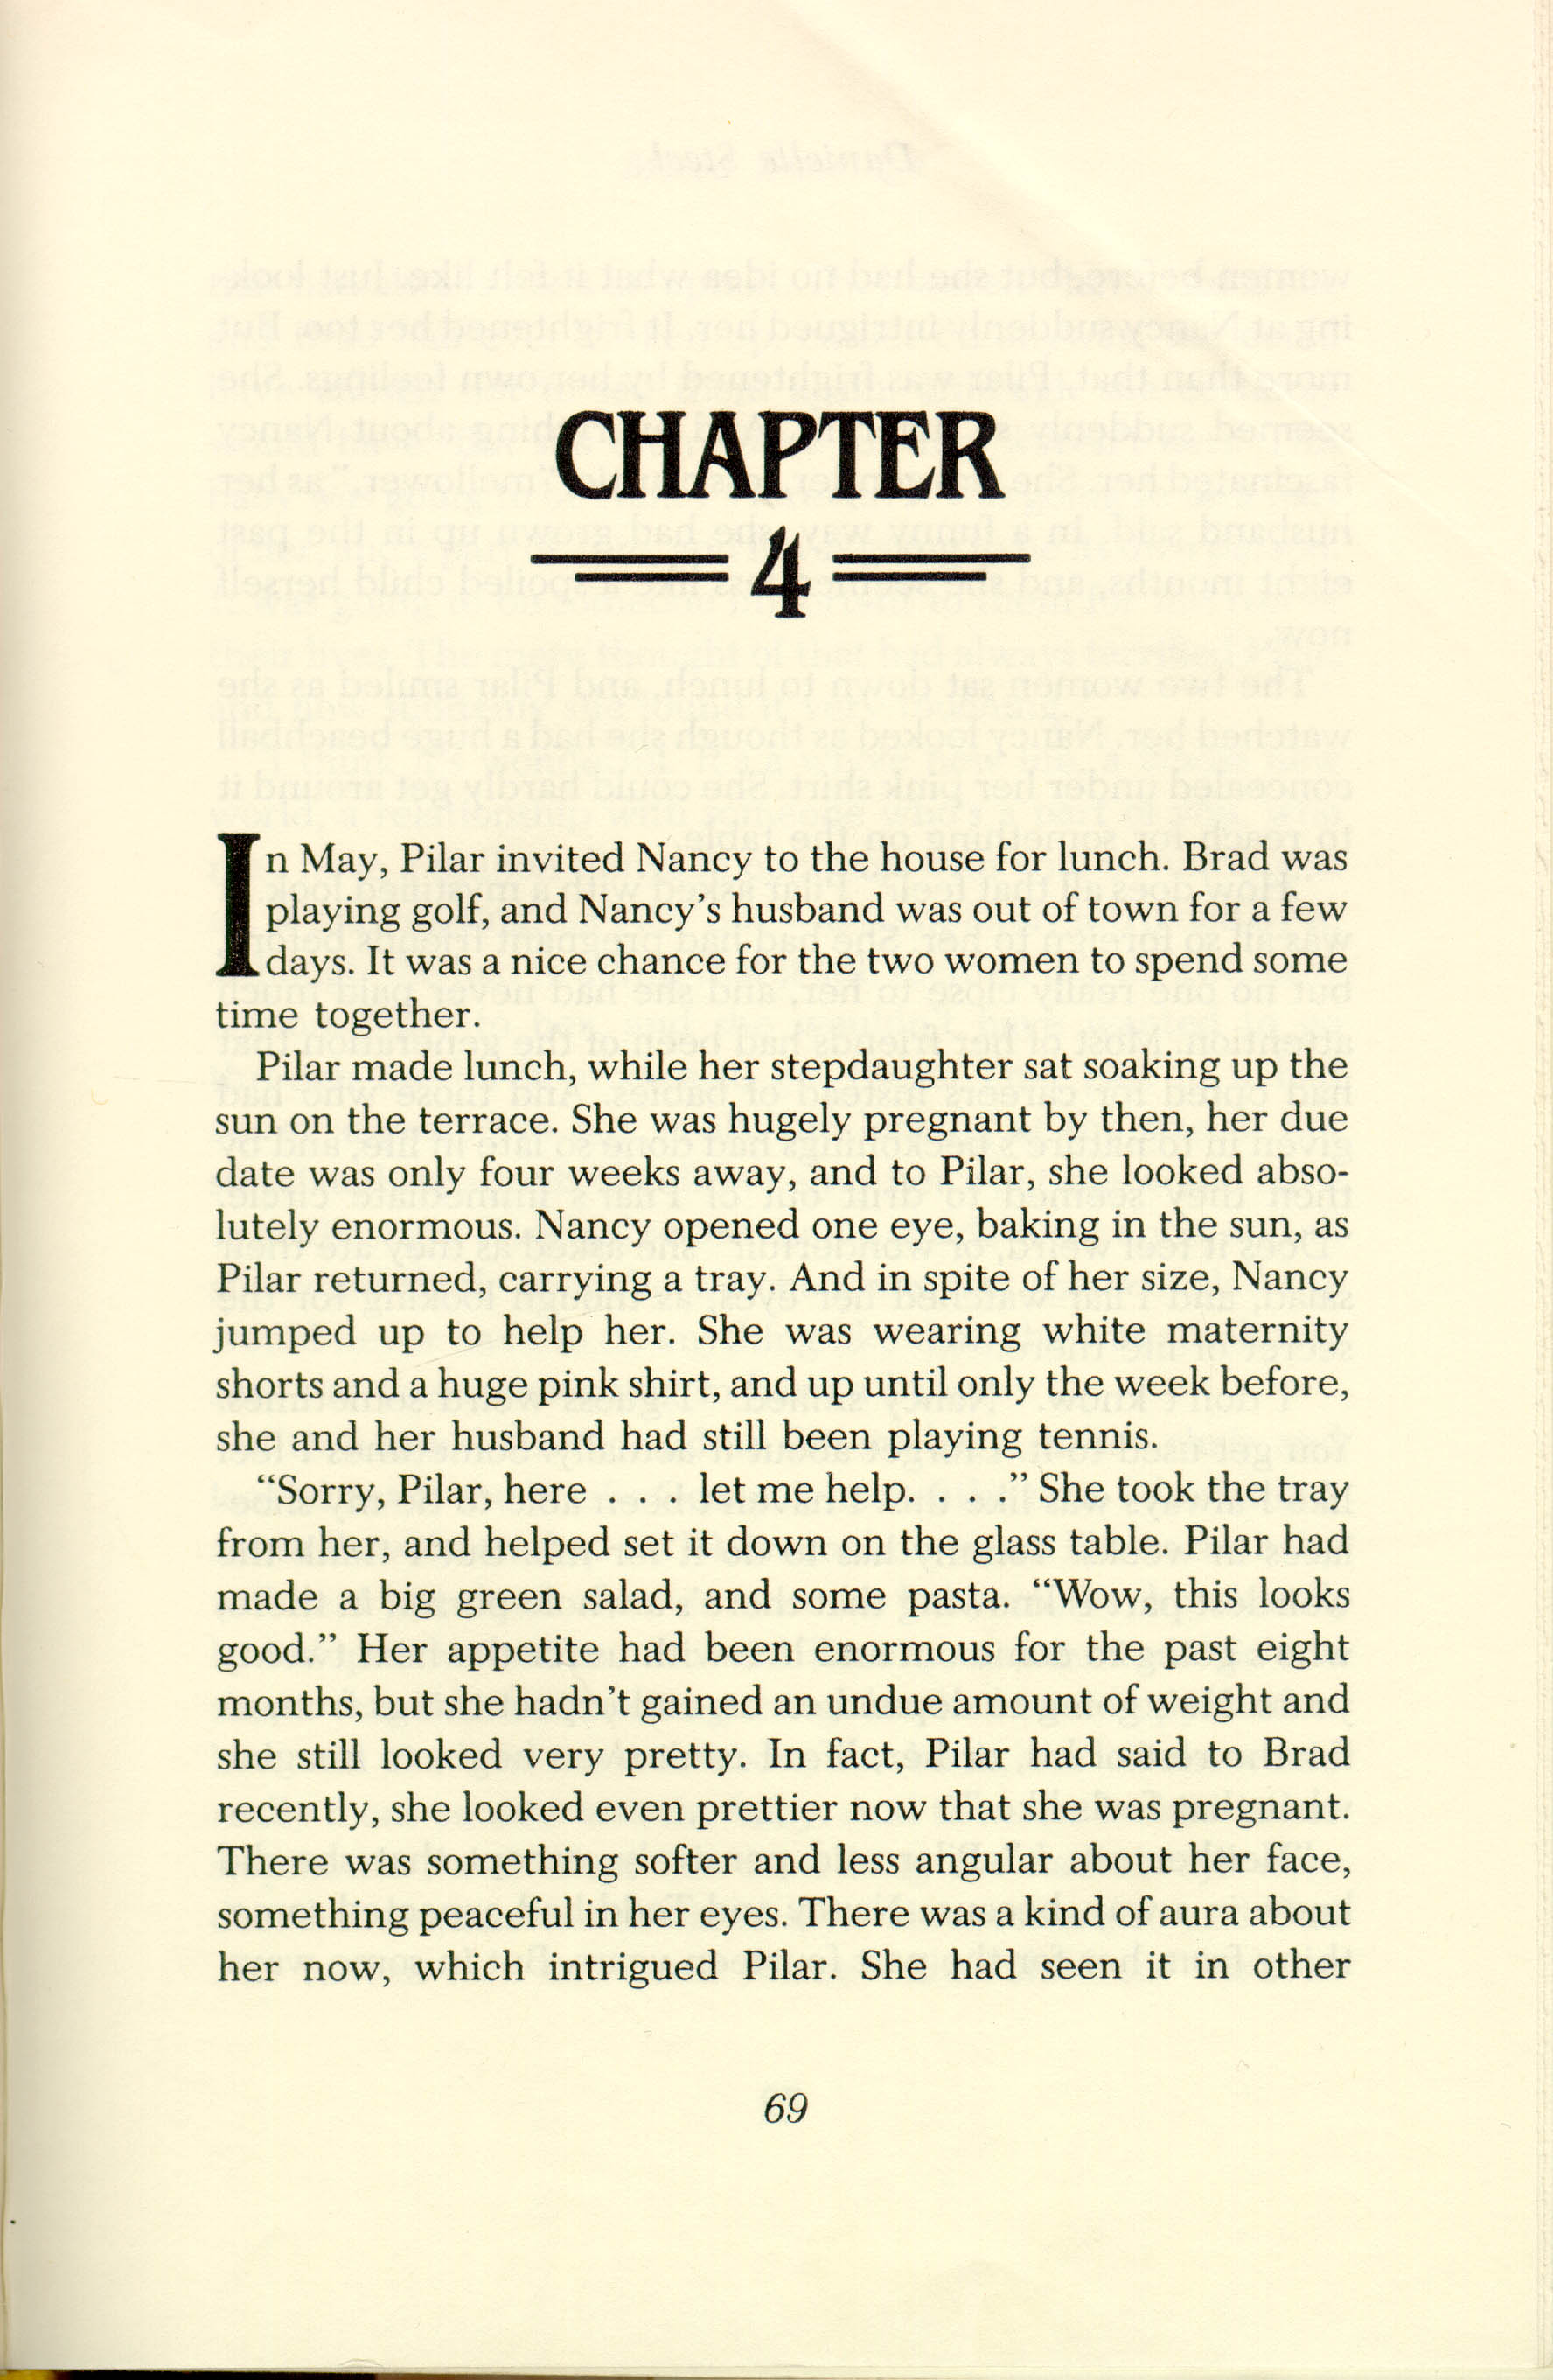 CHAPTER
4
In May, Pilar invited Nancy to the house for lunch. Brad was
playing golf, and Nancy’s husband was out of town for a few
days. It was a nice chance for the two women to spend some
time together.
Pilar made lunch, while her stepdaughter sat soaking up the
sun on the terrace. She was hugely pregnant by then, her due
date was only four weeks away, and to Pilar, she looked abso-
lutely enormous. Nancy opened one eye, baking in the sun, as
Pilar returned, carrying a tray. And in spite of her size, Nancy
jumped up to help her. She was wearing white maternity
shorts and a huge pink shirt, and up until only the week before,
she and her husband had still been playing tennis.
“Sorry, Pilar, here . . . let me help. . . .” She took the tray
from her, and helped set it down on the glass table. Pilar had
made a big green salad, and some pasta. “Wow, this looks
good.” Her appetite had been enormous for the past eight
months, but she hadn’t gained an undue amount of weight and
she still looked very pretty. In fact, Pilar had said to Brad
recently, she looked even prettier now that she was pregnant.
There was something softer and less angular about her face,
something peaceful in her eyes. There was a kind of aura about
her now, which intrigued Pilar. She had seen it in other
69